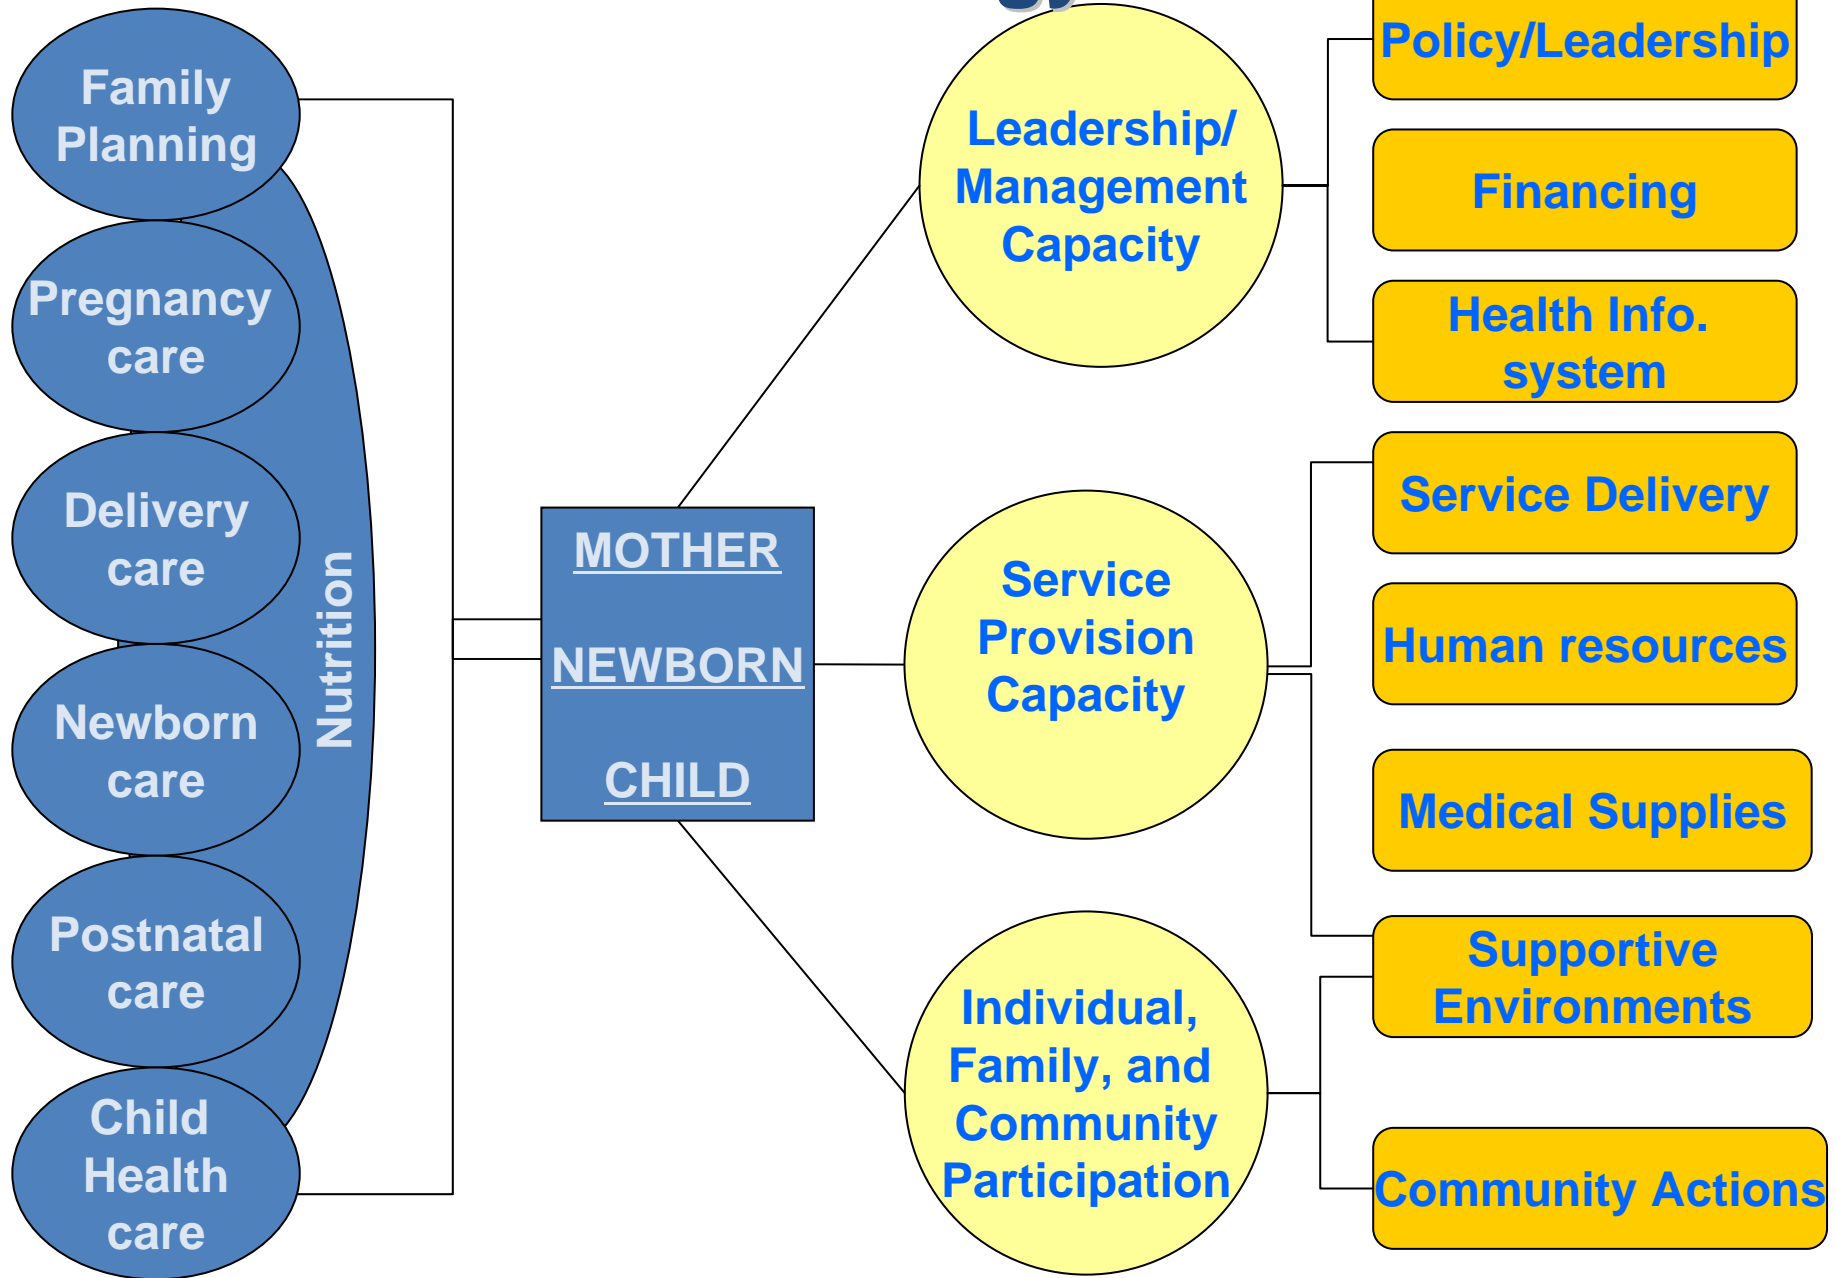 Family
Planning
Pregnancy
care
Delivery
care
Newborn
care
Postnatal
care
Child
Health
care
Nutrition
MOTHER
NEWBORN
CHILD
Leadership/
Management
Capacity
Service
Provision
Capacity
Individual,
Family, and
Community
Participation
Policy/Leadership
Financing
Health Info.
system
Service Delivery
Human resources
Medical Supplies
Supportive
Environments
Community Actions